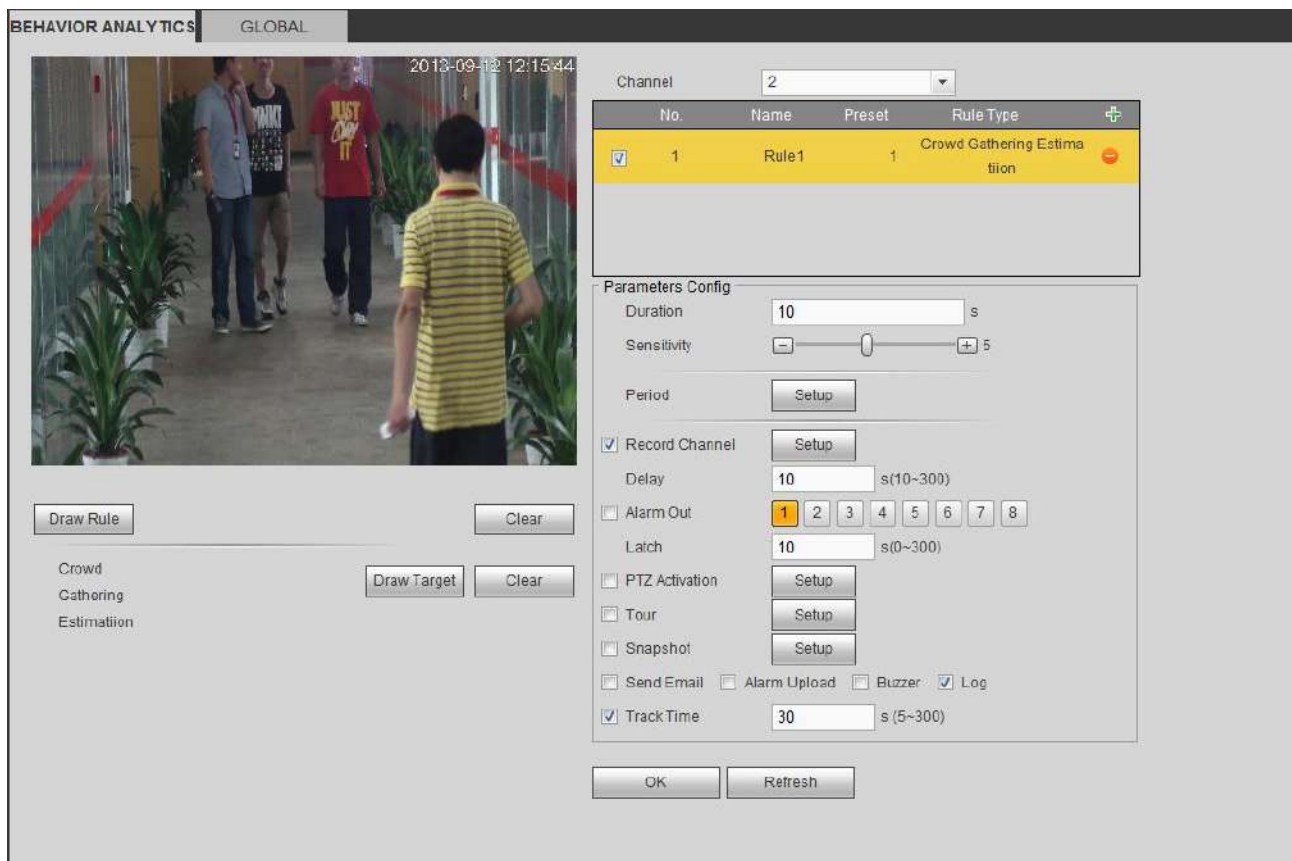 BEHAVIOR ANALYTICS
GLOBAL
2013-09-12 12:15:44
JUST
IT
Draw Rule
Clear
Crowd
Gathering
Estimatiion
Draw Target
Clear
Channel
2
No.
Name
Preset
Rule Type
1
Rule1
1
Crowd Gathering Estima
tiion
Parameters Config
Duration
10
s
Sensitivity
5
Period
Setup
Record Channel
Setup
Delay
10
s(10~300)
Alarm Out
1 2 3 4 5 6 7 8
Latch
10
s(0~300)
PTZ Activation
Setup
Tour
Setup
Snapshot
Setup
Send Email
Alarm Upload
Buzzer
Log
Track Time
30
s (5~300)
OK
Refresh